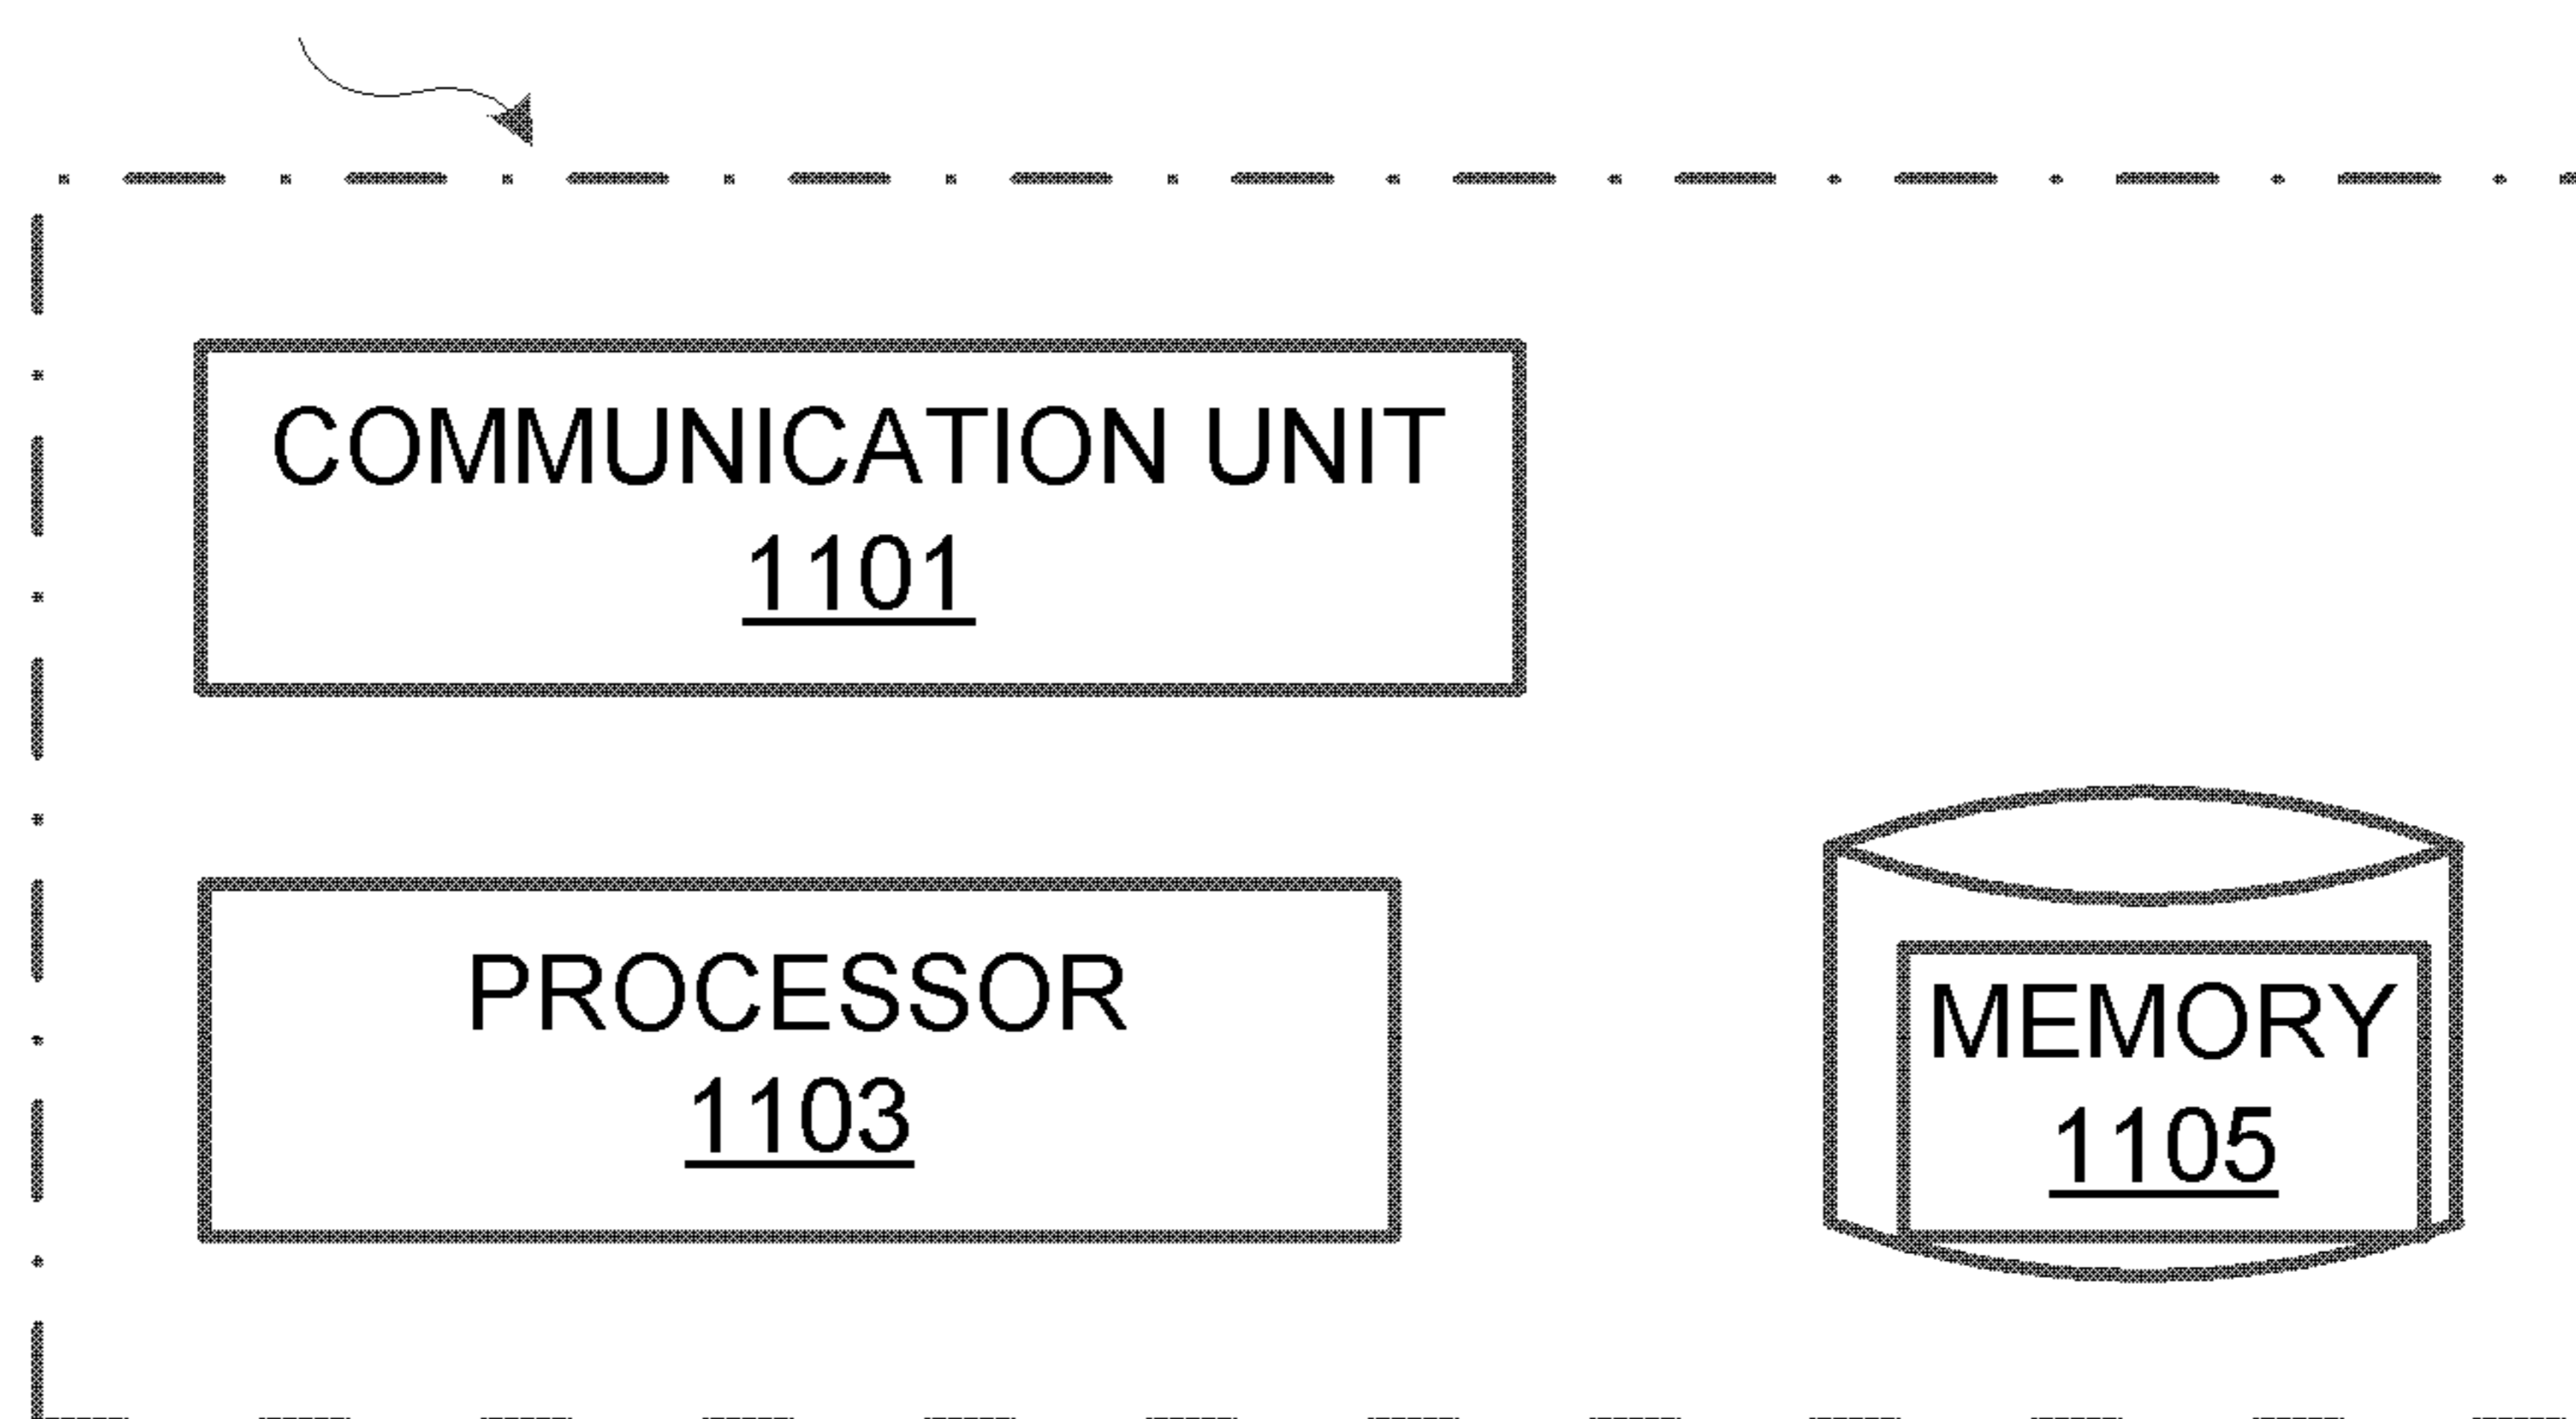 COMMUNICATION UNIT
1101
PROCESSOR
1103
MEMORY
1105